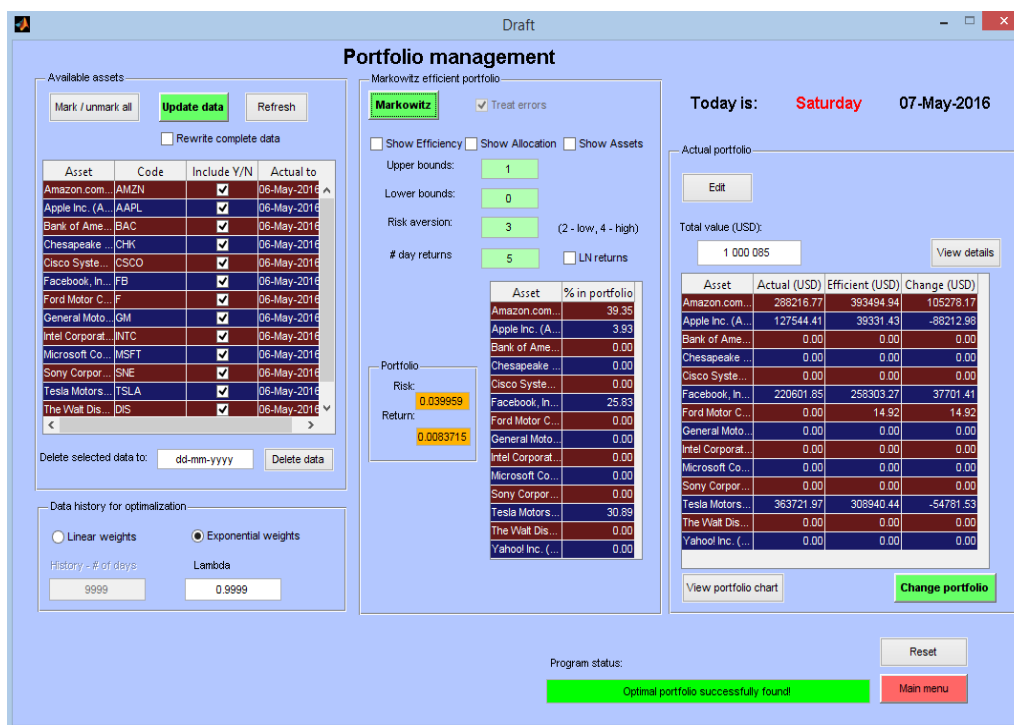 Draft
Portfolio management
Available assets
Mark / unmark all Update data Refresh
Rewrite complete data
Asset Code Include Y/N Actual to
Amazon.com... AMZN 06-May-2016
Apple Inc. (A... AAPL 06-May-2016
Bank of Ame... BAC 06-May-2016
Chesapeake ... CHK 06-May-2016
Cisco Syste... CSCO 06-May-2016
Facebook, In... FB 06-May-2016
Ford Motor C... F 06-May-2016
General Moto... GM 06-May-2016
Intel Corporat... INTC 06-May-2016
Microsoft Co... MSFT 06-May-2016
Sony Corpor... SNE 06-May-2016
Tesla Motors... TSLA 06-May-2016
The Walt Dis... DIS 06-May-2016
Delete selected data to: dd-mm-yyyy Delete data
Data history for optimalization
Linear weights Exponential weights
History - # of days Lambda
9999 0.9999
Markowitz efficient portfolio
Markowitz Treat errors
Show Efficiency Show Allocation Show Assets
Upper bounds: 1
Lower bounds: 0
Risk aversion: 3 (2 - low, 4 - high)
# day returns 5 LN returns
Portfolio
Risk:
0.039959
Return:
0.0083715
Asset % in portfolio
Amazon.com... 39.35
Apple Inc. (A... 3.93
Bank of Ame... 0.00
Chesapeake ... 0.00
Cisco Syste... 0.00
Facebook, In... 25.83
Ford Motor C... 0.00
General Moto... 0.00
Intel Corporat... 0.00
Microsoft Co... 0.00
Sony Corpor... 0.00
Tesla Motors... 30.89
The Walt Dis... 0.00
Yahoo! Inc. (... 0.00
Today is: Saturday 07-May-2016
Actual portfolio
Edit
Total value (USD):
1 000 085 View details
Asset Actual (USD) Efficient (USD) Change (USD)
Amazon.com... 288216.77 393494.94 105278.17
Apple Inc. (A... 127544.41 39331.43 -88212.98
Bank of Ame... 0.00 0.00 0.00
Chesapeake ... 0.00 0.00 0.00
Cisco Syste... 0.00 0.00 0.00
Facebook, In... 220601.85 258303.27 37701.41
Ford Motor C... 0.00 14.92 14.92
General Moto... 0.00 0.00 0.00
Intel Corporat... 0.00 0.00 0.00
Microsoft Co... 0.00 0.00 0.00
Sony Corpor... 0.00 0.00 0.00
Tesla Motors... 363721.97 308940.44 -54781.53
The Walt Dis... 0.00 0.00 0.00
Yahoo! Inc. (... 0.00 0.00 0.00
View portfolio chart Change portfolio
Reset
Program status:
Optimal portfolio successfully found! Main menu